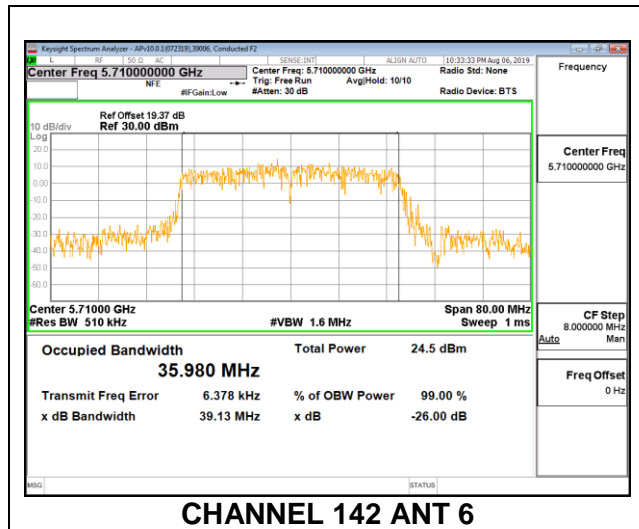 Keysight Spectrum Analyzer - APv10.0.1(072319),39006, Conducted F2
L RF 50 Ω AC SENSE:INT ALIGN AUTO 10:33:33 PM Aug 06, 2019
Center Freq 5.710000000 GHz Center Freq: 5.710000000 GHz Radio Std: None Frequency
NFE Trig: Free Run Avg|Hold: 10/10
#IFGain:Low #Atten: 30 dB Radio Device: BTS
Ref Offset 19.37 dB
10 dB/div Ref 30.00 dBm
Log
20.0
10.0
0.00
-10.0
-20.0
-30.0
-40.0
-50.0
-60.0
Center Freq
5.710000000 GHz
Center 5.71000 GHz Span 80.00 MHz
#Res BW 510 kHz #VBW 1.6 MHz Sweep 1 ms
CF Step
8.000000 MHz
Auto Man
Occupied Bandwidth Total Power 24.5 dBm
35.980 MHz
Freq Offset
0 Hz
Transmit Freq Error 6.378 kHz % of OBW Power 99.00 %
x dB Bandwidth 39.13 MHz x dB -26.00 dB
MSG STATUS
CHANNEL 142 ANT 6